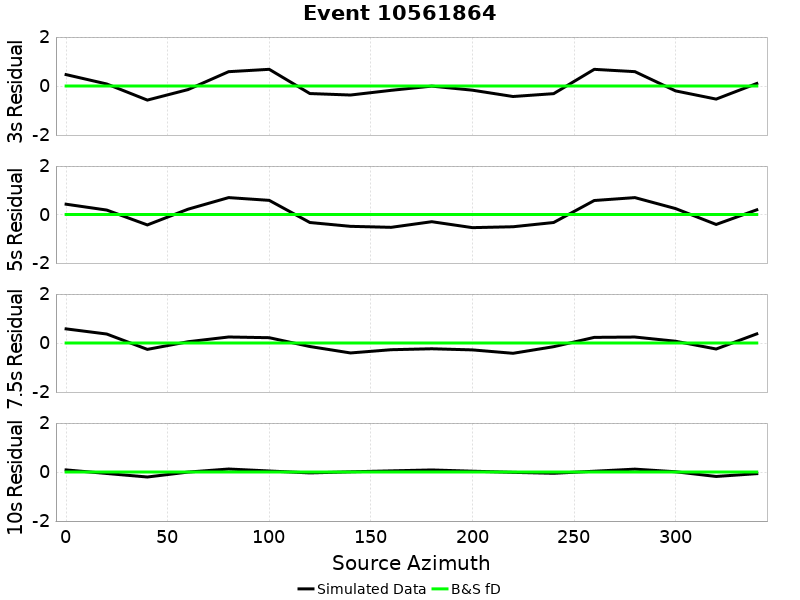 Event 10561864
3s Residual
2
0
-2
5s Residual
2
0
-2
7.5s Residual
2
0
-2
10s Residual
2
0
-2
0 50 100 150 200 250 300
Source Azimuth
Simulated Data B&S fD